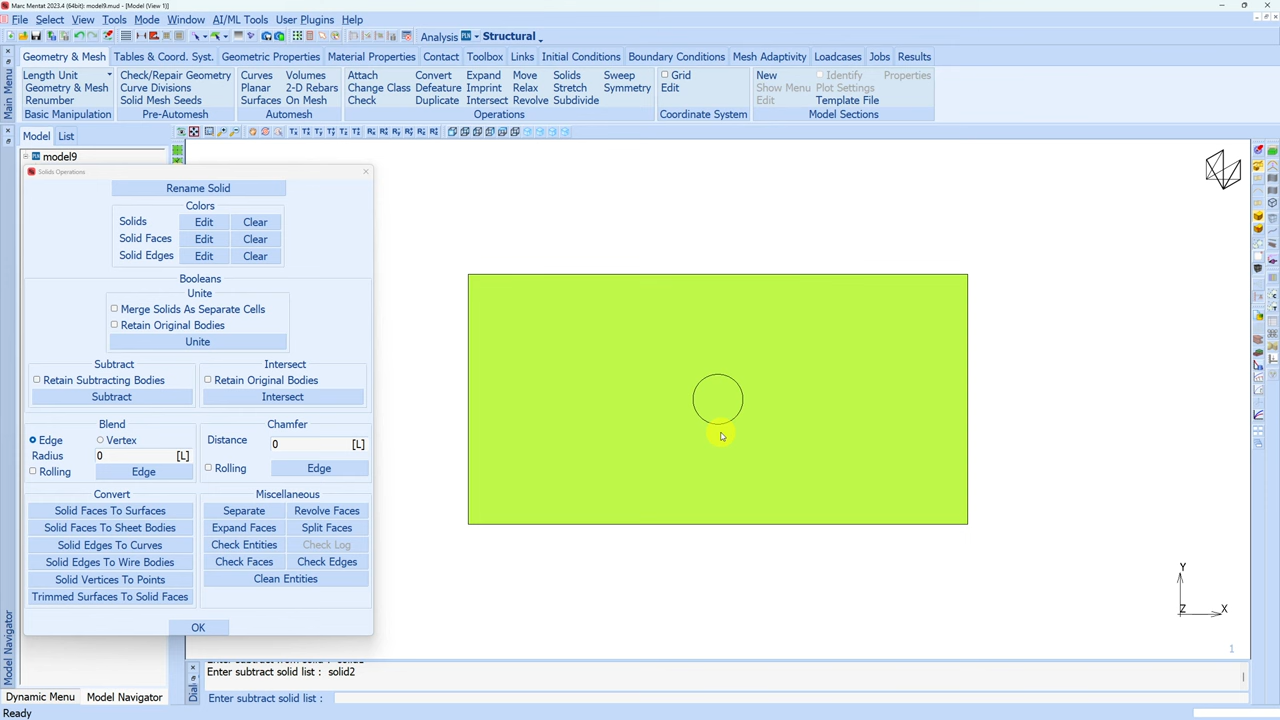 Marc Mentat 2023.4 (64bit): model9.mud - [Model (View 1)]
File Select View Tools Mode Window AI/ML Tools User Plugins Help
Analysis Structural
Geometry & Mesh Tables & Coord. Syst. Geometric Properties Material Properties Contact Toolbox Links Initial Conditions Boundary Conditions Mesh Adaptivity Loadcases Jobs Results
Length Unit Check/Repair Geometry Curves Volumes Attach Convert Expand Move Solids Sweep Grid New Identify Properties
Geometry & Mesh Curve Divisions Planar 2-D Rebars Change Class Defeature Imprint Relax Stretch Symmetry Edit Show Menu Plot Settings
Renumber Solid Mesh Seeds Surfaces On Mesh Check Duplicate Intersect Revolve Subdivide Edit Template File
Basic Manipulation Pre-Automesh Automesh Operations Coordinate System Model Sections
Main Menu
Model List
model9
Solids Operations
Rename Solid
Colors
Solids Edit Clear
Solid Faces Edit Clear
Solid Edges Edit Clear
Booleans
Unite
Merge Solids As Separate Cells
Retain Original Bodies
Unite
Subtract Intersect
Retain Subtracting Bodies Retain Original Bodies
Subtract Intersect
Blend Chamfer
Edge Vertex Distance 0 [L]
Radius 0 [L]
Rolling Edge Rolling Edge
Convert Miscellaneous
Solid Faces To Surfaces Separate Revolve Faces
Solid Faces To Sheet Bodies Expand Faces Split Faces
Solid Edges To Curves Check Entities Check Log
Solid Edges To Wire Bodies Check Faces Check Edges
Solid Vertices To Points Clean Entities
Trimmed Surfaces To Solid Faces
OK
Y
Z X
1
Model Navigator
Enter subtract solid list : solid2
Dialo
Enter subtract solid list :
Dynamic Menu Model Navigator
Ready